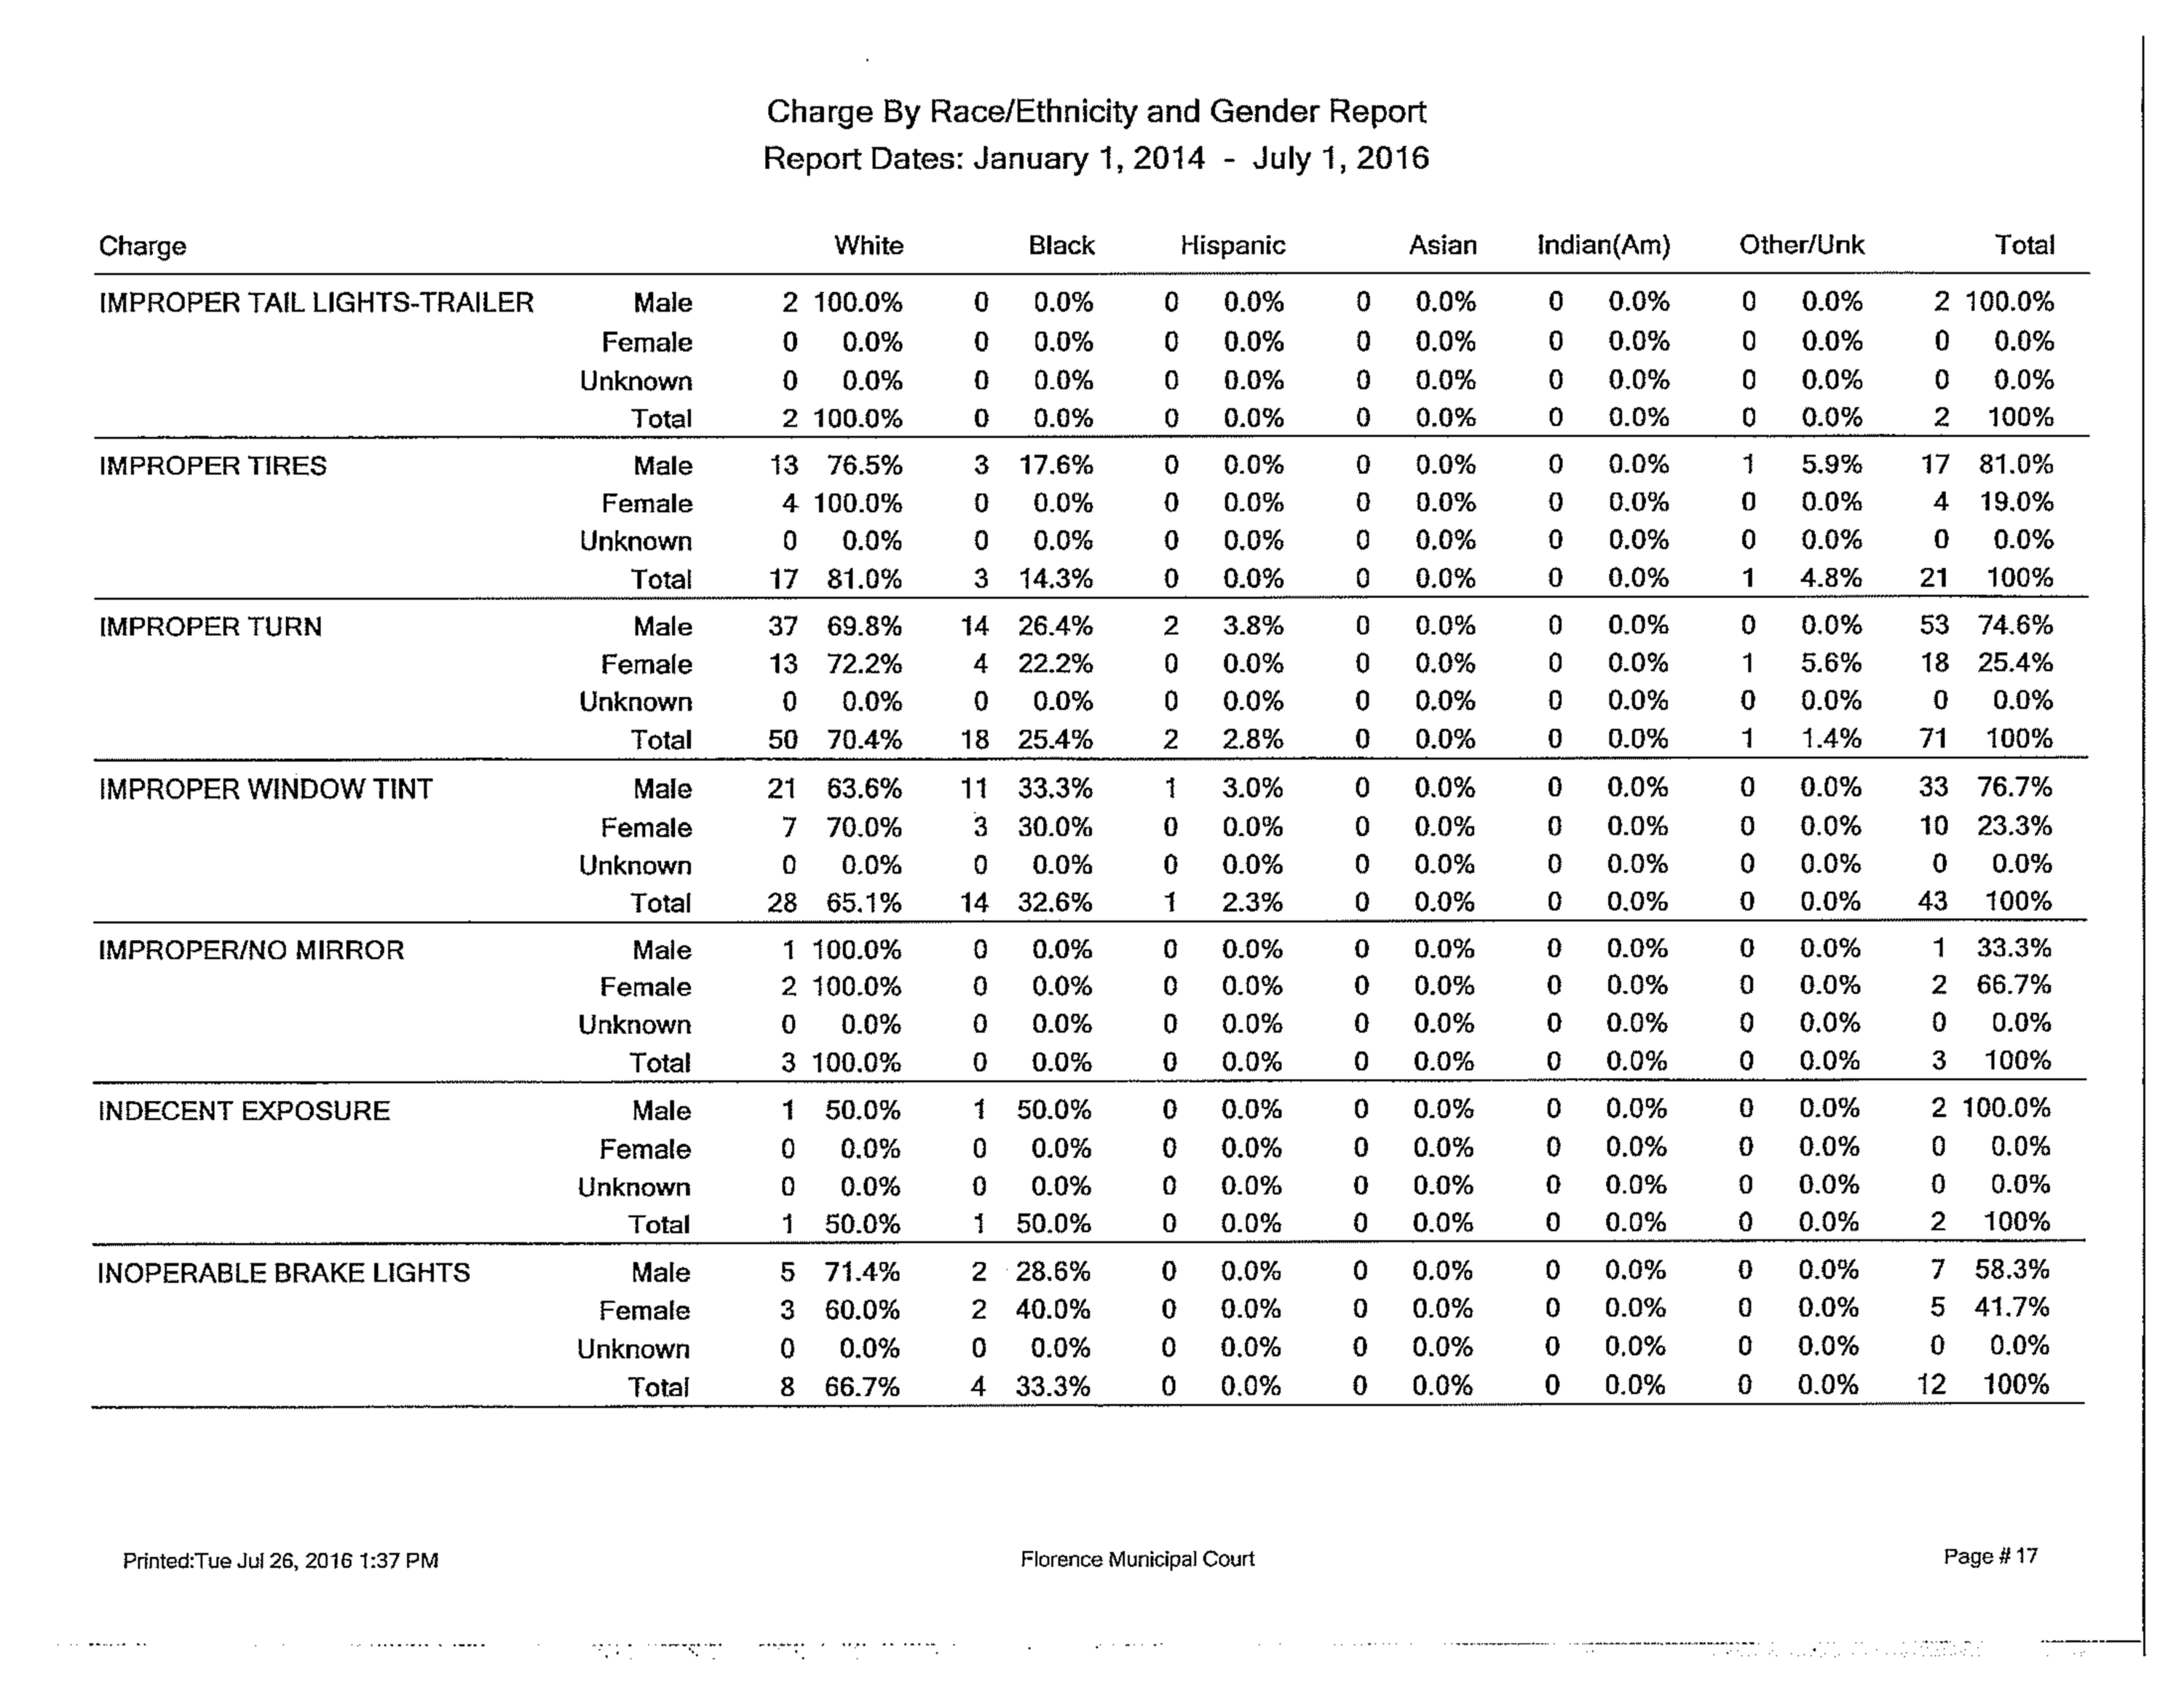 Charge By Race/Ethnicity and Gender Report
Report Dates: January 1, 2014 - July 1, 2016
Charge White Black Hispanic Asian Indian(Am) Other/Unk Total
IMPROPER TAIL LIGHTS-TRAILER Male 2 100.0% 0 0.0% 0 0.0% 0 0.0% 0 0.0% 0 0.0% 2 100.0%
Female 0 0.0% 0 0.0% 0 0.0% 0 0.0% 0 0.0% 0 0.0% 0 0.0%
Unknown 0 0.0% 0 0.0% 0 0.0% 0 0.0% 0 0.0% 0 0.0% 0 0.0%
Total 2 100.0% 0 0.0% 0 0.0% 0 0.0% 0 0.0% 0 0.0% 2 100%
IMPROPER TIRES Male 13 76.5% 3 17.6% 0 0.0% 0 0.0% 0 0.0% 1 5.9% 17 81.0%
Female 4 100.0% 0 0.0% 0 0.0% 0 0.0% 0 0.0% 0 0.0% 4 19.0%
Unknown 0 0.0% 0 0.0% 0 0.0% 0 0.0% 0 0.0% 0 0.0% 0 0.0%
Total 17 81.0% 3 14.3% 0 0.0% 0 0.0% 0 0.0% 1 4.8% 21 100%
IMPROPER TURN Male 37 69.8% 14 26.4% 2 3.8% 0 0.0% 0 0.0% 0 0.0% 53 74.6%
Female 13 72.2% 4 22.2% 0 0.0% 0 0.0% 0 0.0% 1 5.6% 18 25.4%
Unknown 0 0.0% 0 0.0% 0 0.0% 0 0.0% 0 0.0% 0 0.0% 0 0.0%
Total 50 70.4% 18 25.4% 2 2.8% 0 0.0% 0 0.0% 1 1.4% 71 100%
IMPROPER WINDOW TINT Male 21 63.6% 11 33.3% 1 3.0% 0 0.0% 0 0.0% 0 0.0% 33 76.7%
Female 7 70.0% 3 30.0% 0 0.0% 0 0.0% 0 0.0% 0 0.0% 10 23.3%
Unknown 0 0.0% 0 0.0% 0 0.0% 0 0.0% 0 0.0% 0 0.0% 0 0.0%
Total 28 65.1% 14 32.6% 1 2.3% 0 0.0% 0 0.0% 0 0.0% 43 100%
IMPROPER/NO MIRROR Male 1 100.0% 0 0.0% 0 0.0% 0 0.0% 0 0.0% 0 0.0% 1 33.3%
Female 2 100.0% 0 0.0% 0 0.0% 0 0.0% 0 0.0% 0 0.0% 2 66.7%
Unknown 0 0.0% 0 0.0% 0 0.0% 0 0.0% 0 0.0% 0 0.0% 0 0.0%
Total 3 100.0% 0 0.0% 0 0.0% 0 0.0% 0 0.0% 0 0.0% 3 100%
INDECENT EXPOSURE Male 1 50.0% 1 50.0% 0 0.0% 0 0.0% 0 0.0% 0 0.0% 2 100.0%
Female 0 0.0% 0 0.0% 0 0.0% 0 0.0% 0 0.0% 0 0.0% 0 0.0%
Unknown 0 0.0% 0 0.0% 0 0.0% 0 0.0% 0 0.0% 0 0.0% 0 0.0%
Total 1 50.0% 1 50.0% 0 0.0% 0 0.0% 0 0.0% 0 0.0% 2 100%
INOPERABLE BRAKE LIGHTS Male 5 71.4% 2 28.6% 0 0.0% 0 0.0% 0 0.0% 0 0.0% 7 58.3%
Female 3 60.0% 2 40.0% 0 0.0% 0 0.0% 0 0.0% 0 0.0% 5 41.7%
Unknown 0 0.0% 0 0.0% 0 0.0% 0 0.0% 0 0.0% 0 0.0% 0 0.0%
Total 8 66.7% 4 33.3% 0 0.0% 0 0.0% 0 0.0% 0 0.0% 12 100%
Printed:Tue Jul 26, 2016 1:37 PM Florence Municipal Court Page # 17